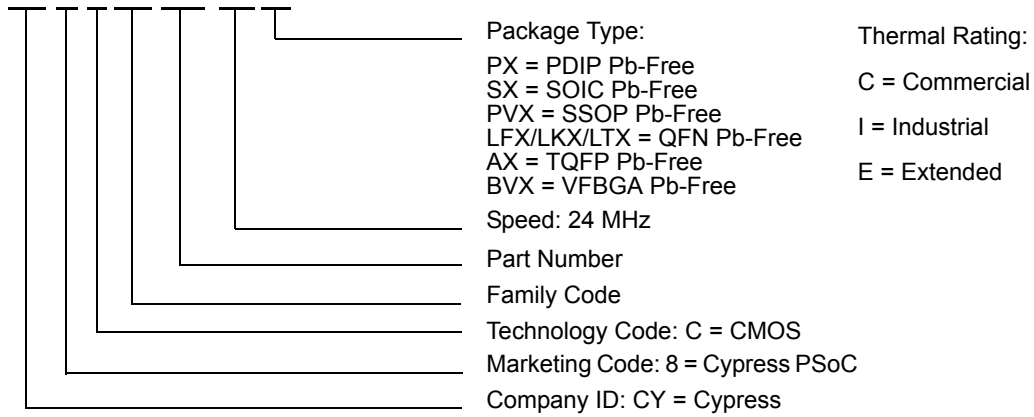 Package Type:
PX = PDIP Pb-Free
SX = SOIC Pb-Free
PVX = SSOP Pb-Free
LFX/LKX/LTX = QFN Pb-Free
AX = TQFP Pb-Free
BVX = VFBGA Pb-Free
Speed: 24 MHz
Part Number
Family Code
Technology Code: C = CMOS
Marketing Code: 8 = Cypress PSoC
Company ID: CY = Cypress
Thermal Rating:
C = Commercial
I = Industrial
E = Extended